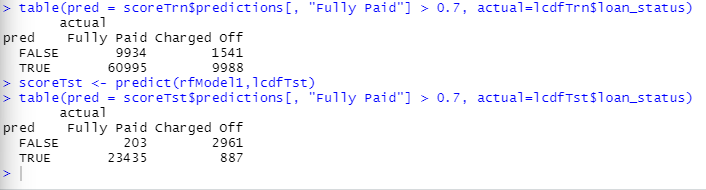 > table(pred = scoreTrn$predictions[, "Fully Paid"] > 0.7, actual=lcdfTrn$loan_status)
       actual
pred    Fully Paid Charged Off
  FALSE       9934        1541
  TRUE       60995        9988
> scoreTst <- predict(rfModel1,lcdfTst)
> table(pred = scoreTst$predictions[, "Fully Paid"] > 0.7, actual=lcdfTst$loan_status)
       actual
pred    Fully Paid Charged Off
  FALSE        203        2961
  TRUE       23435         887
>